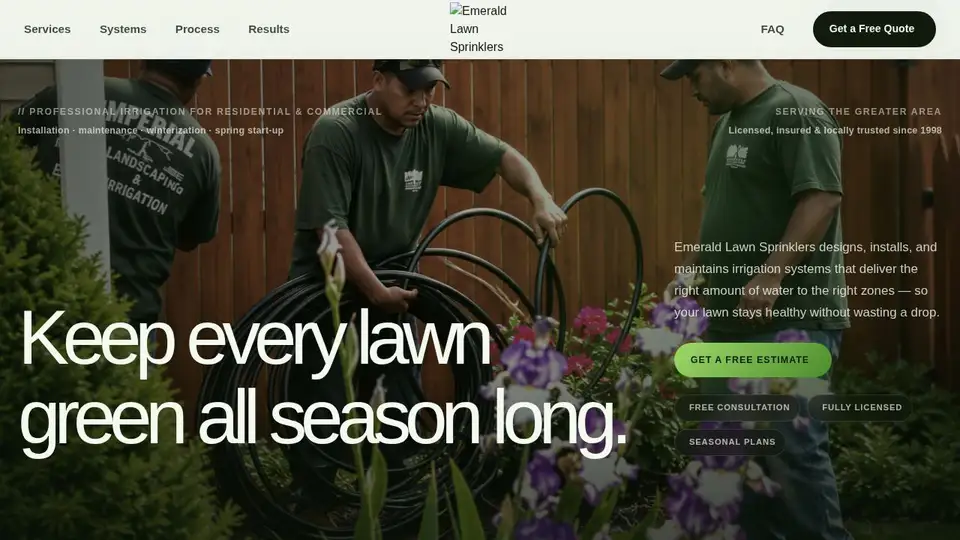 Services Systems Process Results
Emerald
Lawn
Sprinklers
FAQ Get a Free Quote
// PROFESSIONAL IRRIGATION FOR RESIDENTIAL & COMMERCIAL
Installation · maintenance · winterization · spring start-up
SERVING THE GREATER AREA
Licensed, insured & locally trusted since 1998
IMPERIAL
LANDSCAPING
&
IRRIGATION
Emerald Lawn Sprinklers designs, installs, and
maintains irrigation systems that deliver the
right amount of water to the right zones — so
your lawn stays healthy without wasting a drop.
Keep every lawn
green all season long.
GET A FREE ESTIMATE
FREE CONSULTATION
FULLY LICENSED
SEASONAL PLANS